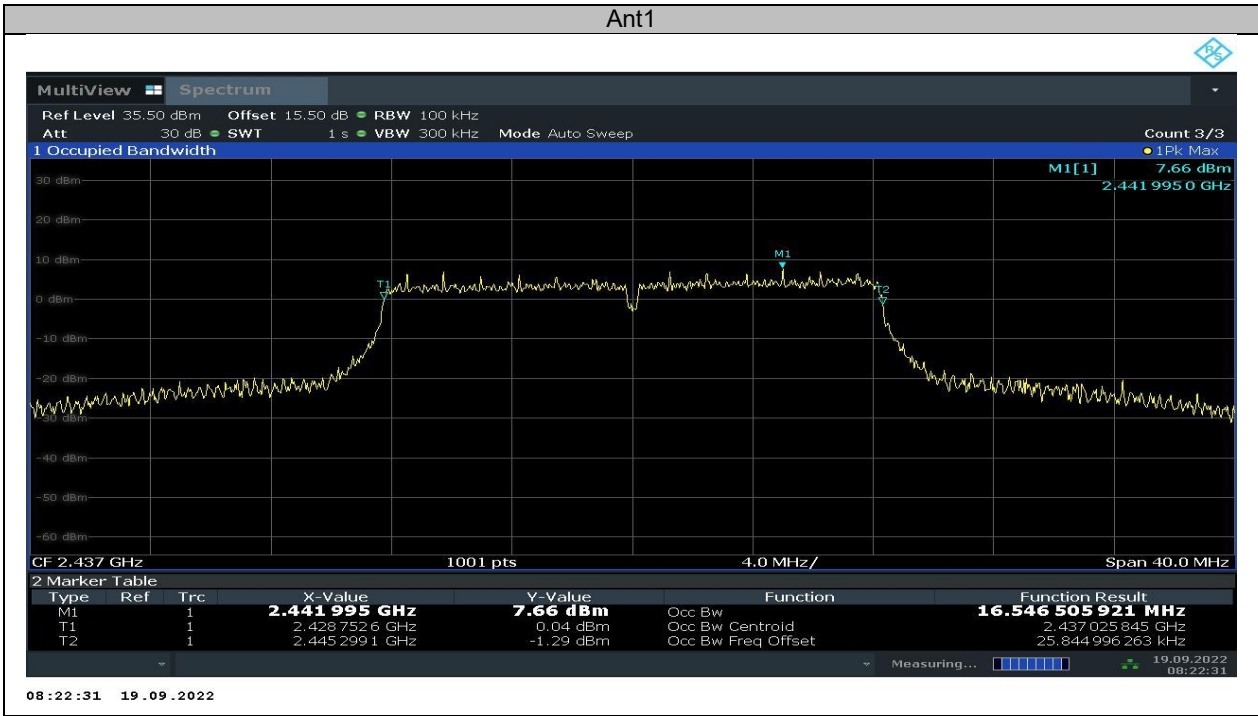 Ant1
R&S
MultiView Spectrum
Ref Level 35.50 dBm Offset 15.50 dB RBW 100 kHz
Att 30 dB SWT 1 s VBW 300 kHz Mode Auto Sweep Count 3/3
1 Occupied Bandwidth 1Pk Max
M1[1] 7.66 dBm
2.441 995 0 GHz
30 dBm
20 dBm
10 dBm
M1
T1
T2
0 dBm
-10 dBm
-20 dBm
-30 dBm
-40 dBm
-50 dBm
-60 dBm
CF 2.437 GHz 1001 pts 4.0 MHz/ Span 40.0 MHz
2 Marker Table
Type Ref Trc X-Value Y-Value Function Function Result
M1 1 2.441 995 GHz 7.66 dBm Occ Bw 16.546 505 921 MHz
T1 1 2.428 752 6 GHz 0.04 dBm Occ Bw Centroid 2.437 025 845 GHz
T2 1 2.445 299 1 GHz -1.29 dBm Occ Bw Freq Offset 25.844 996 263 kHz
Measuring... 19.09.2022
08:22:31
08:22:31 19.09.2022